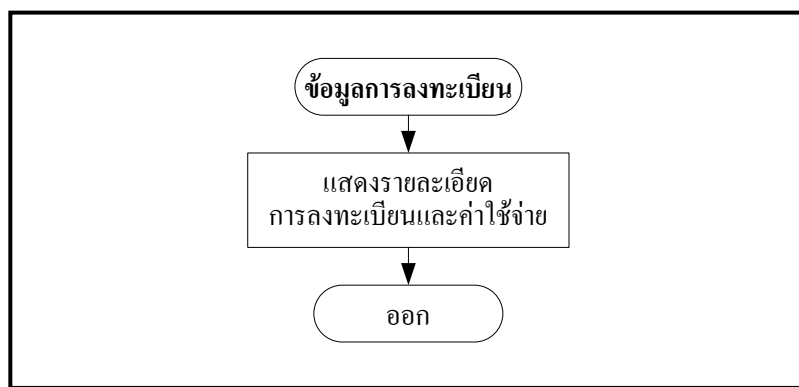 ข้อมูลการลงทะเบียน
แสดงรายละเอียด
การลงทะเบียนและค่าใช้จ่าย
ออก